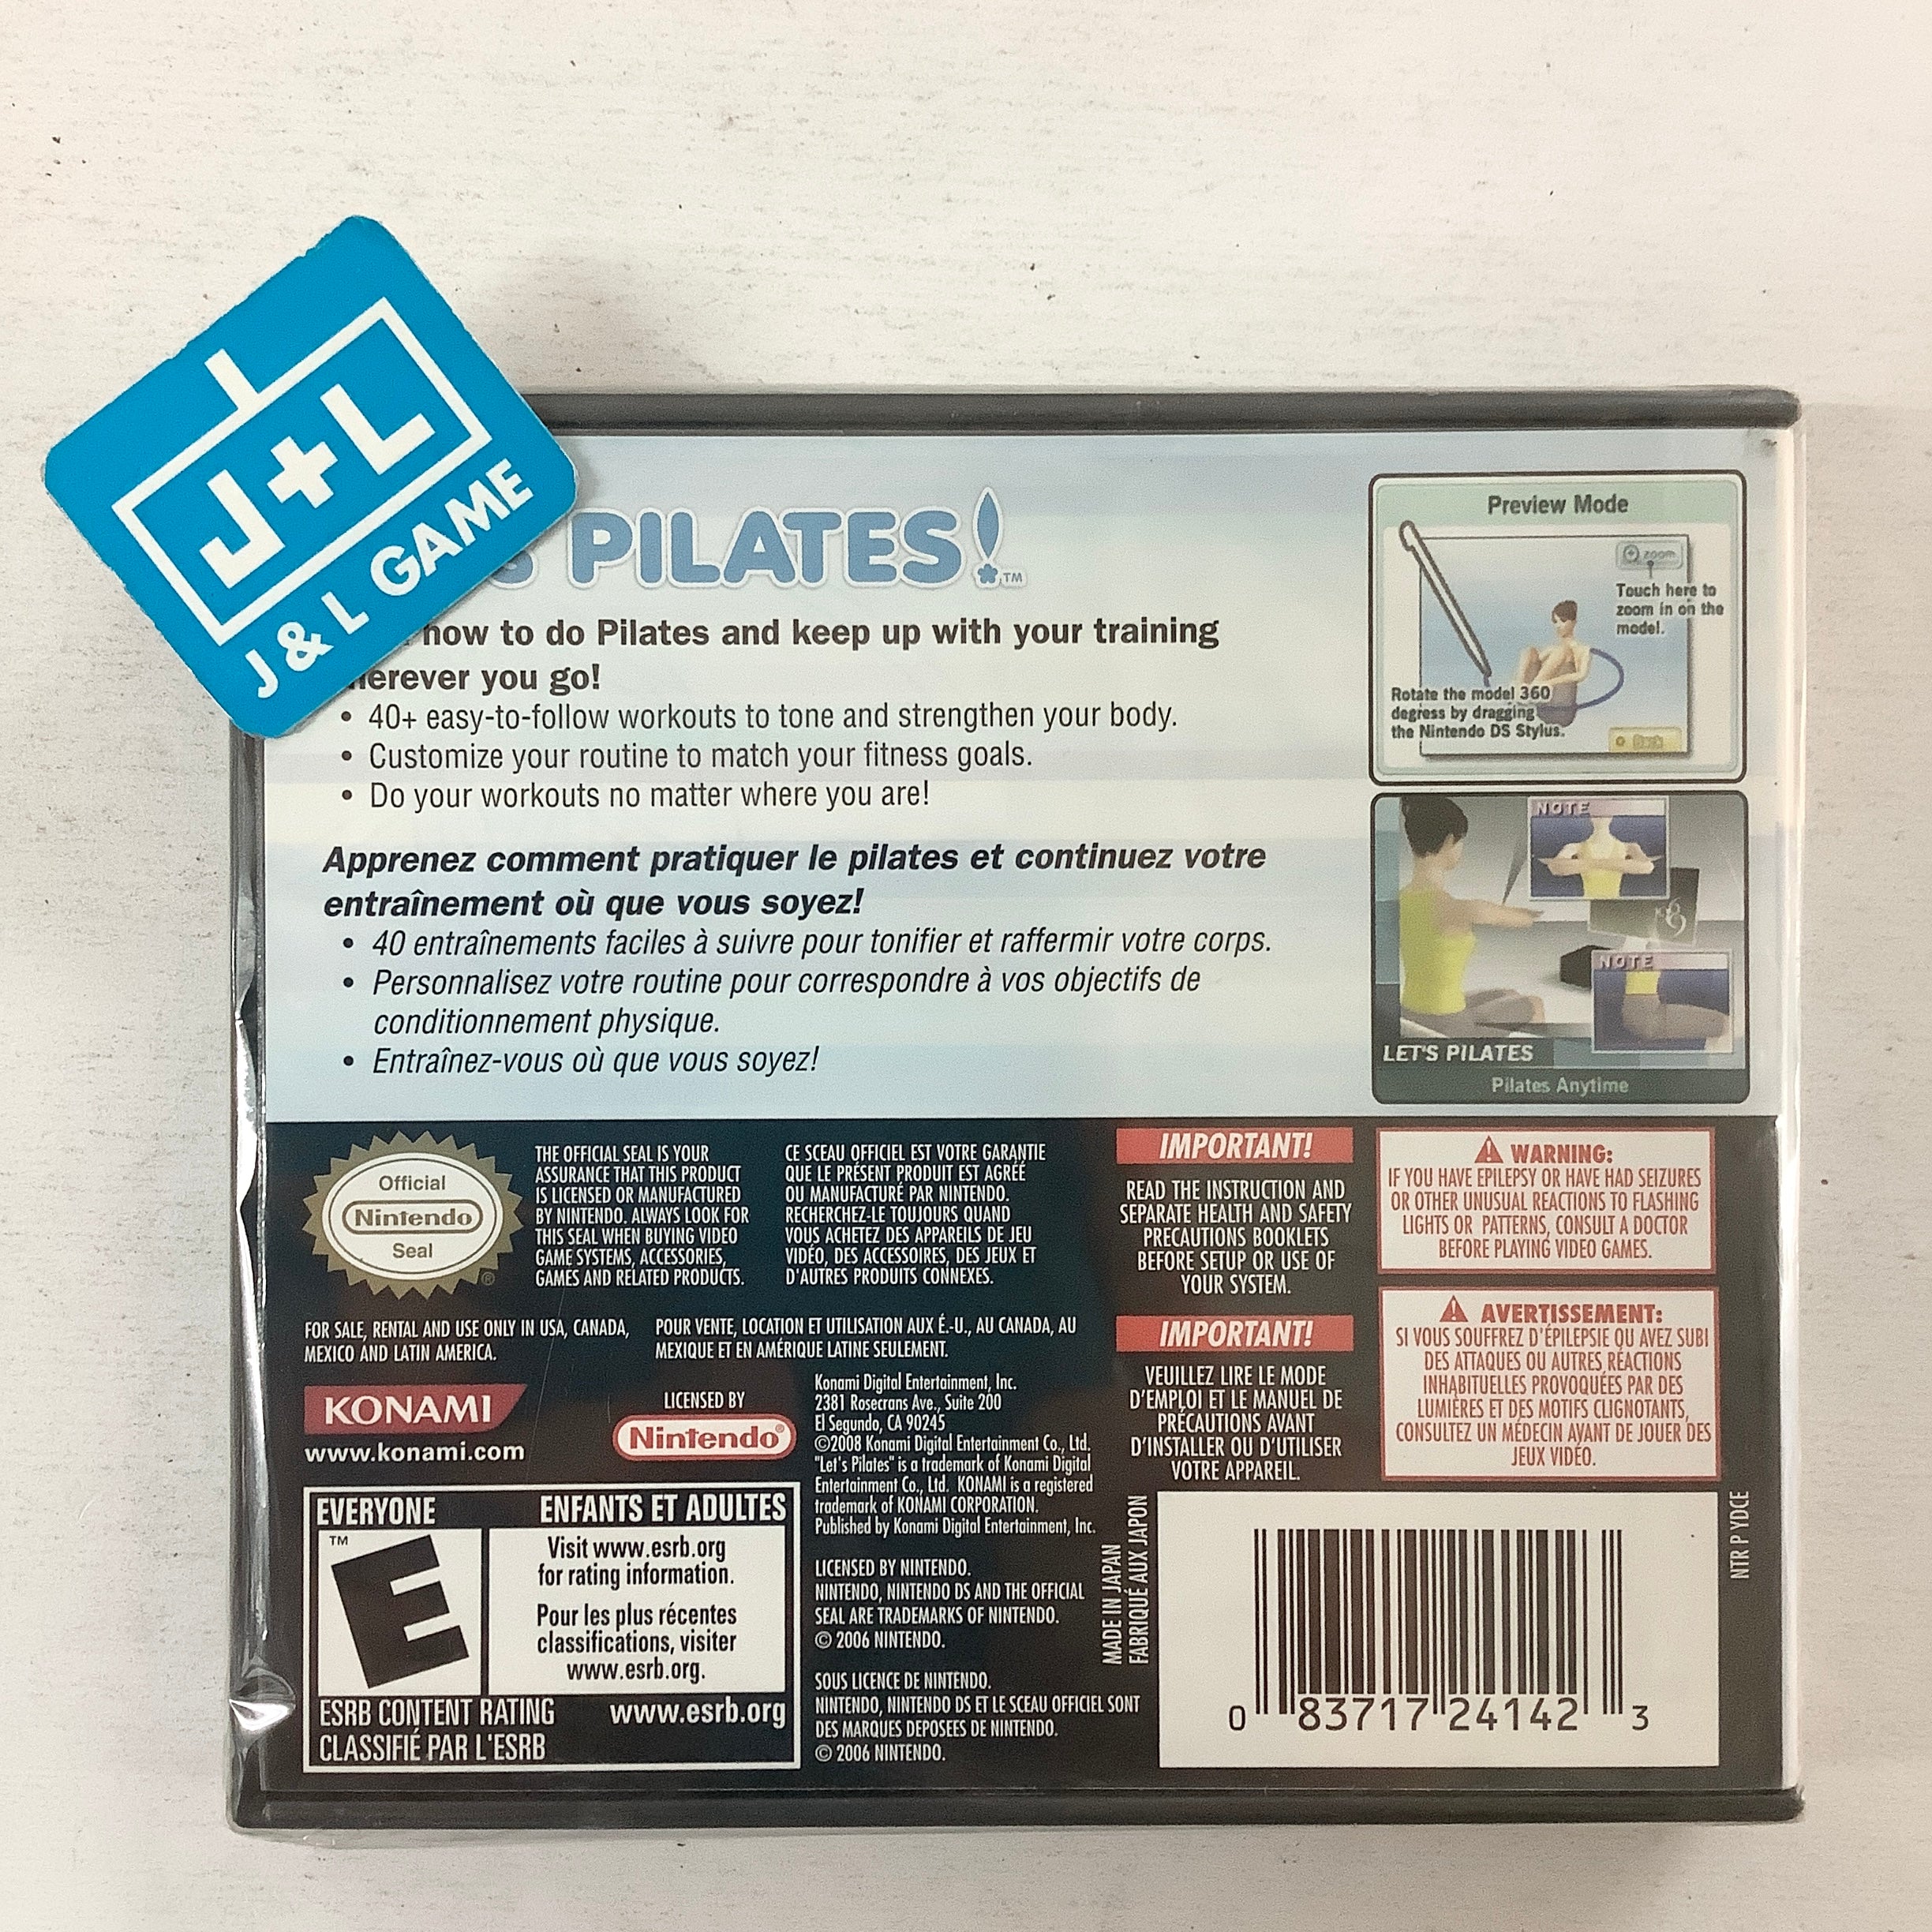 J+L
J & L GAME
PILATES!™
how to do Pilates and keep up with your training
you go!
• 40+ easy-to-follow workouts to tone and strengthen your body.
• Customize your routine to match your fitness goals.
• Do your workouts no matter where you are!
Apprenez comment pratiquer le pilates et continuez votre
entraînement où que vous soyez!
• 40 entraînements faciles à suivre pour tonifier et raffermir votre corps.
• Personnalisez votre routine pour correspondre à vos objectifs de
conditionnement physique.
• Entraînez-vous où que vous soyez!
Preview Mode
zoom
Touch here to
zoom in on the
model.
Rotate the model 360
degress by dragging
the Nintendo DS Stylus.
Back
NOTE
NOTE
LET'S PILATES
Pilates Anytime
Official
Nintendo
Seal
®
THE OFFICIAL SEAL IS YOUR
ASSURANCE THAT THIS PRODUCT
IS LICENSED OR MANUFACTURED
BY NINTENDO. ALWAYS LOOK FOR
THIS SEAL WHEN BUYING VIDEO
GAME SYSTEMS, ACCESSORIES,
GAMES AND RELATED PRODUCTS.
CE SCEAU OFFICIEL EST VOTRE GARANTIE
QUE LE PRÉSENT PRODUIT EST AGRÉÉ
OU MANUFACTURÉ PAR NINTENDO.
RECHERCHEZ-LE TOUJOURS QUAND
VOUS ACHETEZ DES APPAREILS DE JEU
VIDÉO, DES ACCESSOIRES, DES JEUX ET
D'AUTRES PRODUITS CONNEXES.
FOR SALE, RENTAL AND USE ONLY IN USA, CANADA,
MEXICO AND LATIN AMERICA.
POUR VENTE, LOCATION ET UTILISATION AUX É.-U., AU CANADA, AU
MEXIQUE ET EN AMÉRIQUE LATINE SEULEMENT.
KONAMI
www.konami.com
LICENSED BY
Nintendo®
Konami Digital Entertainment, Inc.
2381 Rosecrans Ave., Suite 200
El Segundo, CA 90245
©2008 Konami Digital Entertainment Co., Ltd.
"Let's Pilates" is a trademark of Konami Digital
Entertainment Co., Ltd. KONAMI is a registered
trademark of KONAMI CORPORATION.
Published by Konami Digital Entertainment, Inc.
LICENSED BY NINTENDO.
NINTENDO, NINTENDO DS AND THE OFFICIAL
SEAL ARE TRADEMARKS OF NINTENDO.
© 2006 NINTENDO.
SOUS LICENCE DE NINTENDO.
NINTENDO, NINTENDO DS ET LE SCEAU OFFICIEL SONT
DES MARQUES DEPOSEES DE NINTENDO.
© 2006 NINTENDO.
EVERYONE
ENFANTS ET ADULTES
™
E
Visit www.esrb.org
for rating information.
Pour les plus récentes
classifications, visiter
www.esrb.org.
ESRB CONTENT RATING
www.esrb.org
CLASSIFIÉ PAR L'ESRB
IMPORTANT!
READ THE INSTRUCTION AND
SEPARATE HEALTH AND SAFETY
PRECAUTIONS BOOKLETS
BEFORE SETUP OR USE OF
YOUR SYSTEM.
IMPORTANT!
VEUILLEZ LIRE LE MODE
D'EMPLOI ET LE MANUEL DE
PRÉCAUTIONS AVANT
D'INSTALLER OU D'UTILISER
VOTRE APPAREIL.
WARNING:
IF YOU HAVE EPILEPSY OR HAVE HAD SEIZURES
OR OTHER UNUSUAL REACTIONS TO FLASHING
LIGHTS OR PATTERNS, CONSULT A DOCTOR
BEFORE PLAYING VIDEO GAMES.
AVERTISSEMENT:
SI VOUS SOUFFREZ D'ÉPILEPSIE OU AVEZ SUBI
DES ATTAQUES OU AUTRES RÉACTIONS
INHABITUELLES PROVOQUÉES PAR DES
LUMIÈRES ET DES MOTIFS CLIGNOTANTS,
CONSULTEZ UN MÉDECIN AVANT DE JOUER DES
JEUX VIDÉO.
MADE IN JAPAN
FABRIQUÉ AUX JAPON
NTR P YDCE
0 83717 24142 3